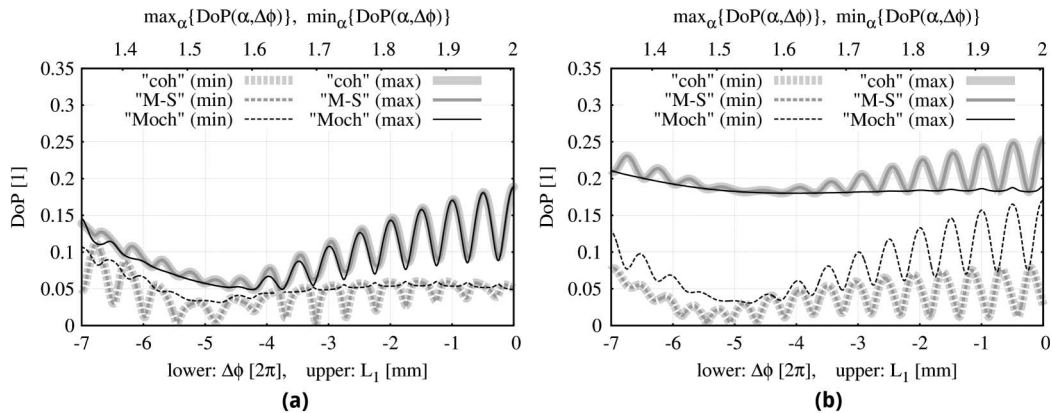 max_α{DoP(α,Δϕ)}, min_α{DoP(α,Δϕ)}
1.4 1.5 1.6 1.7 1.8 1.9 2
0.35
0.3
0.25
0.2
0.15
0.1
0.05
0
DoP [1]
"coh" (min) "coh" (max)
"M-S" (min) "M-S" (max)
"Moch" (min) "Moch" (max)
-7 -6 -5 -4 -3 -2 -1 0
lower: Δϕ [2π], upper: L₁ [mm]
(a)
max_α{DoP(α,Δϕ)}, min_α{DoP(α,Δϕ)}
1.4 1.5 1.6 1.7 1.8 1.9 2
0.35
0.3
0.25
0.2
0.15
0.1
0.05
0
DoP [1]
"coh" (min) "coh" (max)
"M-S" (min) "M-S" (max)
"Moch" (min) "Moch" (max)
-7 -6 -5 -4 -3 -2 -1 0
lower: Δϕ [2π], upper: L₁ [mm]
(b)